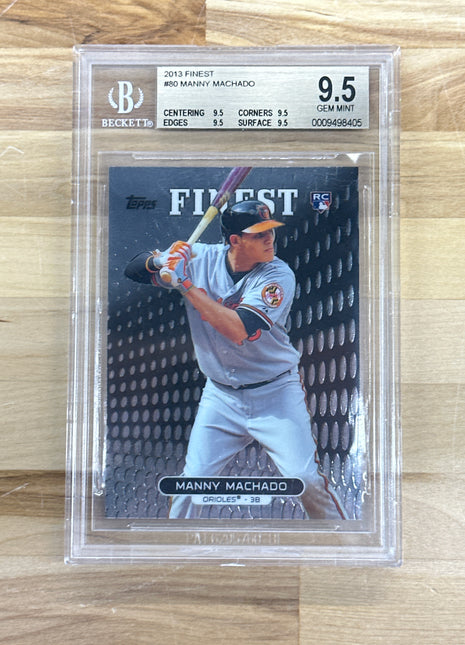 2013 FINEST
#80 MANNY MACHADO
BECKETT®
CENTERING 9.5 CORNERS 9.5
EDGES 9.5 SURFACE 9.5
9.5
GEM MINT
0009498405
Topps
FINEST
RC
MANNY MACHADO
ORIOLES® - 3B